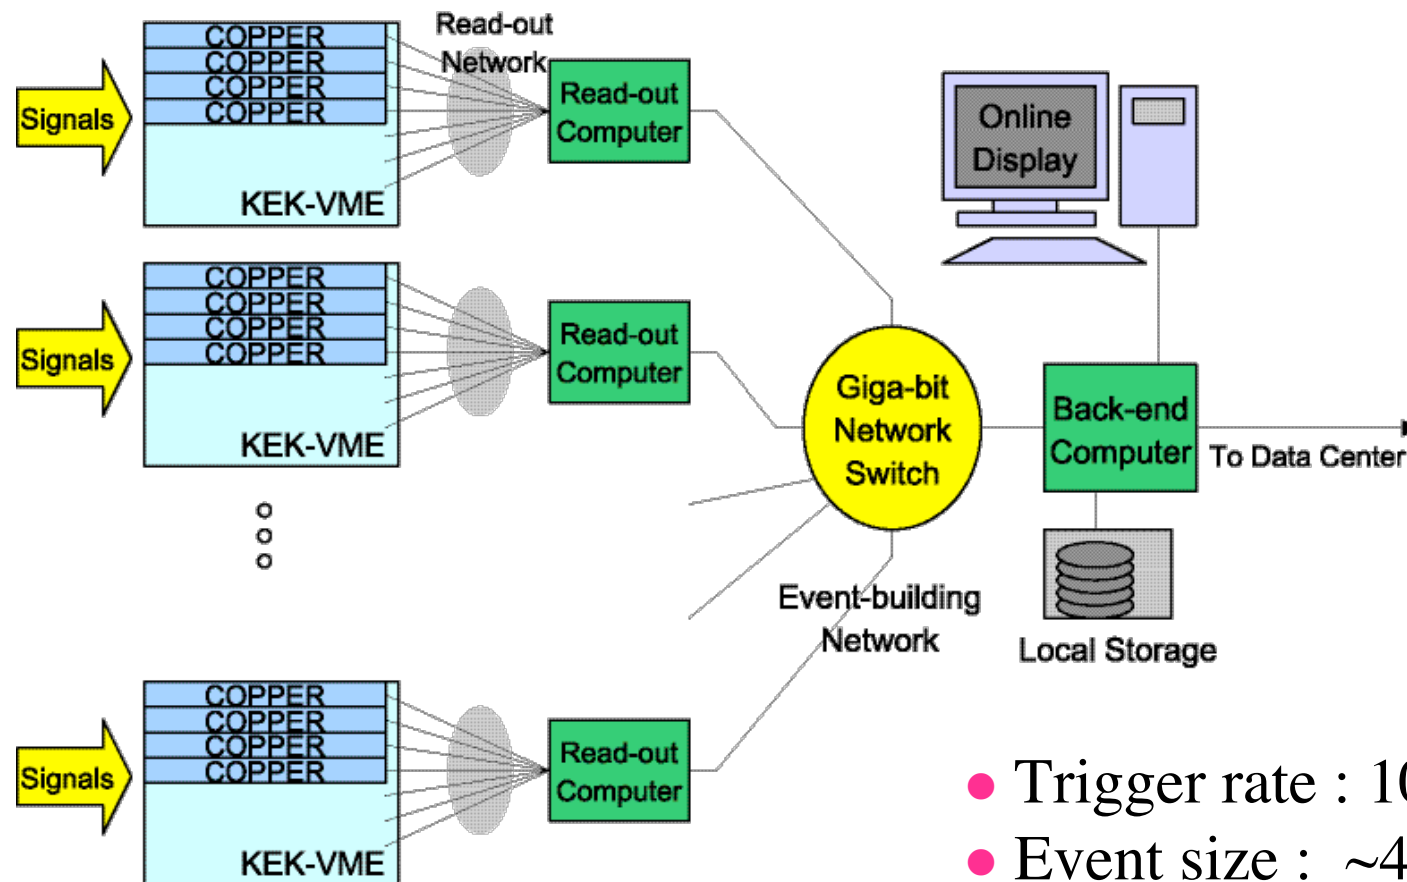 Read-out
Network
COPPER
COPPER
COPPER
COPPER
KEK-VME
Signals
Read-out
Computer
COPPER
COPPER
COPPER
COPPER
KEK-VME
Signals
Read-out
Computer
COPPER
COPPER
COPPER
COPPER
KEK-VME
Signals
Read-out
Computer
Giga-bit
Network
Switch
Event-building
Network
Online
Display
Back-end
Computer
To Data Center
Local Storage
• Trigger rate : 10
• Event size : ~4